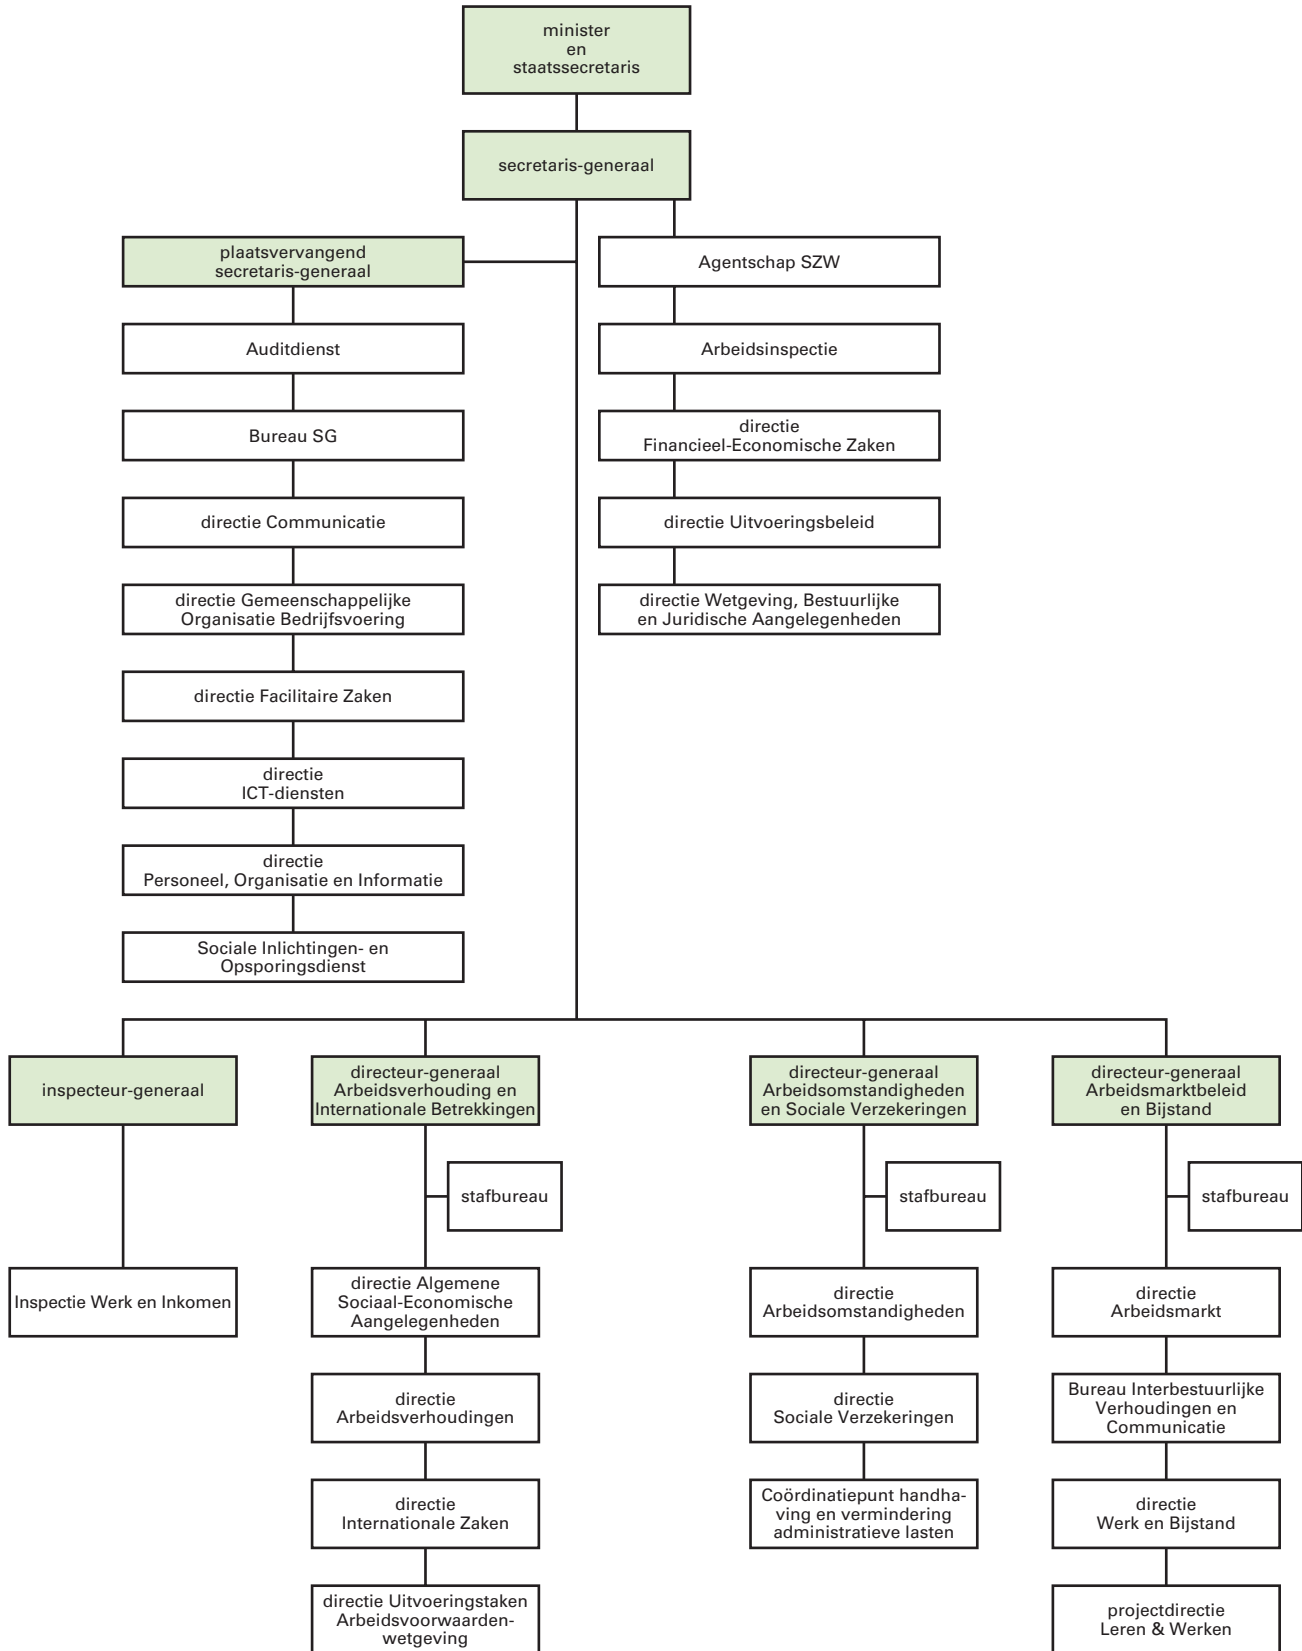 minister
en
staatssecretaris
secretaris-generaal
plaatsvervangend
secretaris-generaal
Auditdienst
Bureau SG
directie Communicatie
directie Gemeenschappelijke
Organisatie Bedrijfsvoering
directie Facilitaire Zaken
directie
ICT-diensten
directie
Personeel, Organisatie en Informatie
Sociale Inlichtingen- en
Opsporingsdienst
Agentschap SZW
Arbeidsinspectie
directie
Financieel-Economische Zaken
directie Uitvoeringsbeleid
directie Wetgeving, Bestuurlijke
en Juridische Aangelegenheden
inspecteur-generaal
Inspectie Werk en Inkomen
directeur-generaal
Arbeidsverhouding en
Internationale Betrekkingen
stafbureau
directie Algemene
Sociaal-Economische
Aangelegenheden
directie
Arbeidsverhoudingen
directie
Internationale Zaken
directie Uitvoeringstaken
Arbeidsvoorwaarden-
wetgeving
directeur-generaal
Arbeidsomstandigheden
en Sociale Verzekeringen
stafbureau
directie
Arbeidsomstandigheden
directie
Sociale Verzekeringen
Coördinatiepunt handha-
ving en vermindering
administratieve lasten
directeur-generaal
Arbeidsmarktbeleid
en Bijstand
stafbureau
directie
Arbeidsmarkt
Bureau Interbestuurlijke
Verhoudingen en
Communicatie
directie
Werk en Bijstand
projectdirectie
Leren & Werken